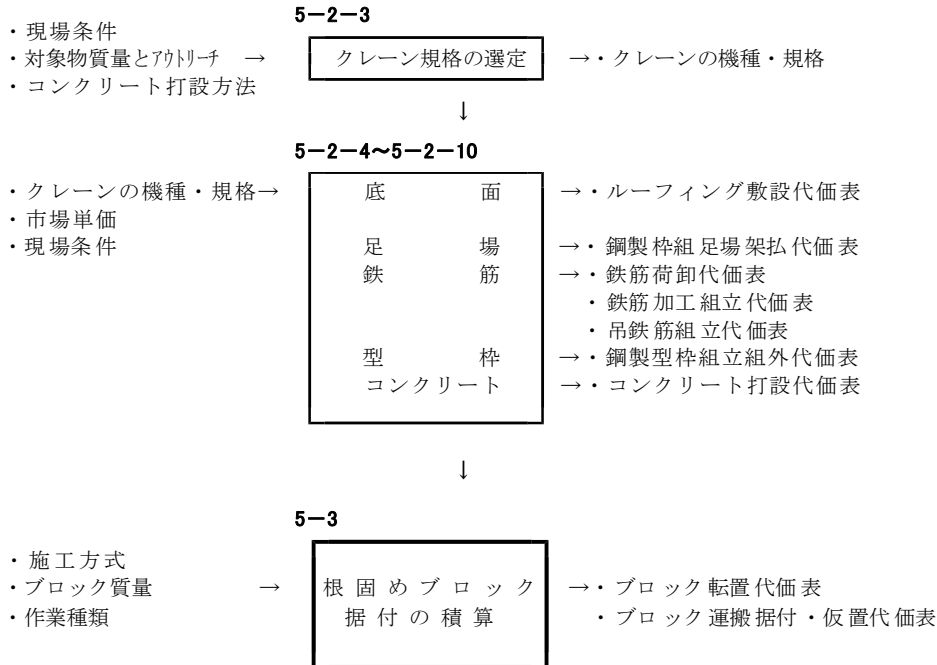 5－2－3
・現場条件
・対象物質量とｱｳﾄﾘｰﾁ → クレーン規格の選定 →・クレーンの機種・規格
・コンクリート打設方法
↓
5－2－4～5－2－10
・クレーンの機種・規格→ 底面 →・ルーフィング敷設代価表
・市場単価
・現場条件 足場 →・鋼製枠組足場架払代価表
鉄筋 →・鉄筋荷卸代価表
・鉄筋加工組立代価表
・吊鉄筋組立代価表
型枠 →・鋼製型枠組立組外代価表
コンクリート →・コンクリート打設代価表
↓
5－3
・施工方式
・ブロック質量 → 根固めブロック →・ブロック転置代価表
・作業種類 据付の積算 ・ブロック運搬据付・仮置代価表